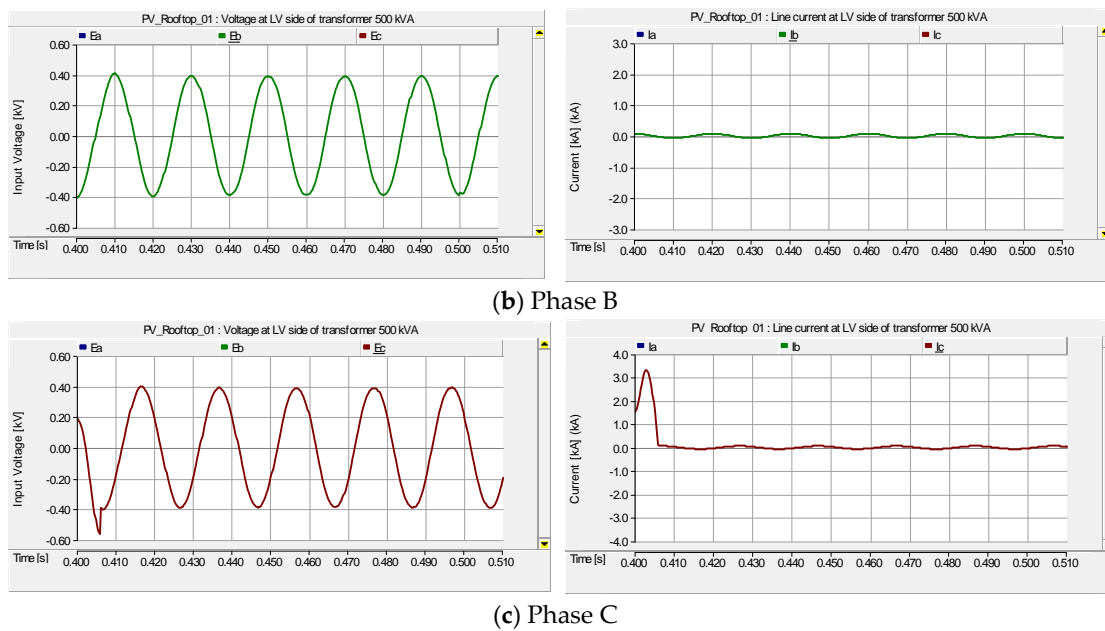 PV_Rooftop_01 : Voltage at LV side of transformer 500 kVA
Ea Eb Ec
Input Voltage [kV]
0.60
0.40
0.20
0.00
-0.20
-0.40
-0.60
Time [s] 0.400 0.410 0.420 0.430 0.440 0.450 0.460 0.470 0.480 0.490 0.500 0.510
PV_Rooftop_01 : Line current at LV side of transformer 500 kVA
Ia Ib Ic
Current [kA] (kA)
3.0
2.0
1.0
0.0
-1.0
-2.0
-3.0
Time [s] 0.400 0.410 0.420 0.430 0.440 0.450 0.460 0.470 0.480 0.490 0.500 0.510
(b) Phase B
PV_Rooftop_01 : Voltage at LV side of transformer 500 kVA
Ea Eb Ec
Input Voltage [kV]
0.60
0.40
0.20
0.00
-0.20
-0.40
-0.60
Time [s] 0.400 0.410 0.420 0.430 0.440 0.450 0.460 0.470 0.480 0.490 0.500 0.510
PV Rooftop 01 : Line current at LV side of transformer 500 kVA
Ia Ib Ic
Current [kA] (kA)
4.0
3.0
2.0
1.0
0.0
-1.0
-2.0
-3.0
-4.0
Time [s] 0.400 0.410 0.420 0.430 0.440 0.450 0.460 0.470 0.480 0.490 0.500 0.510
(c) Phase C